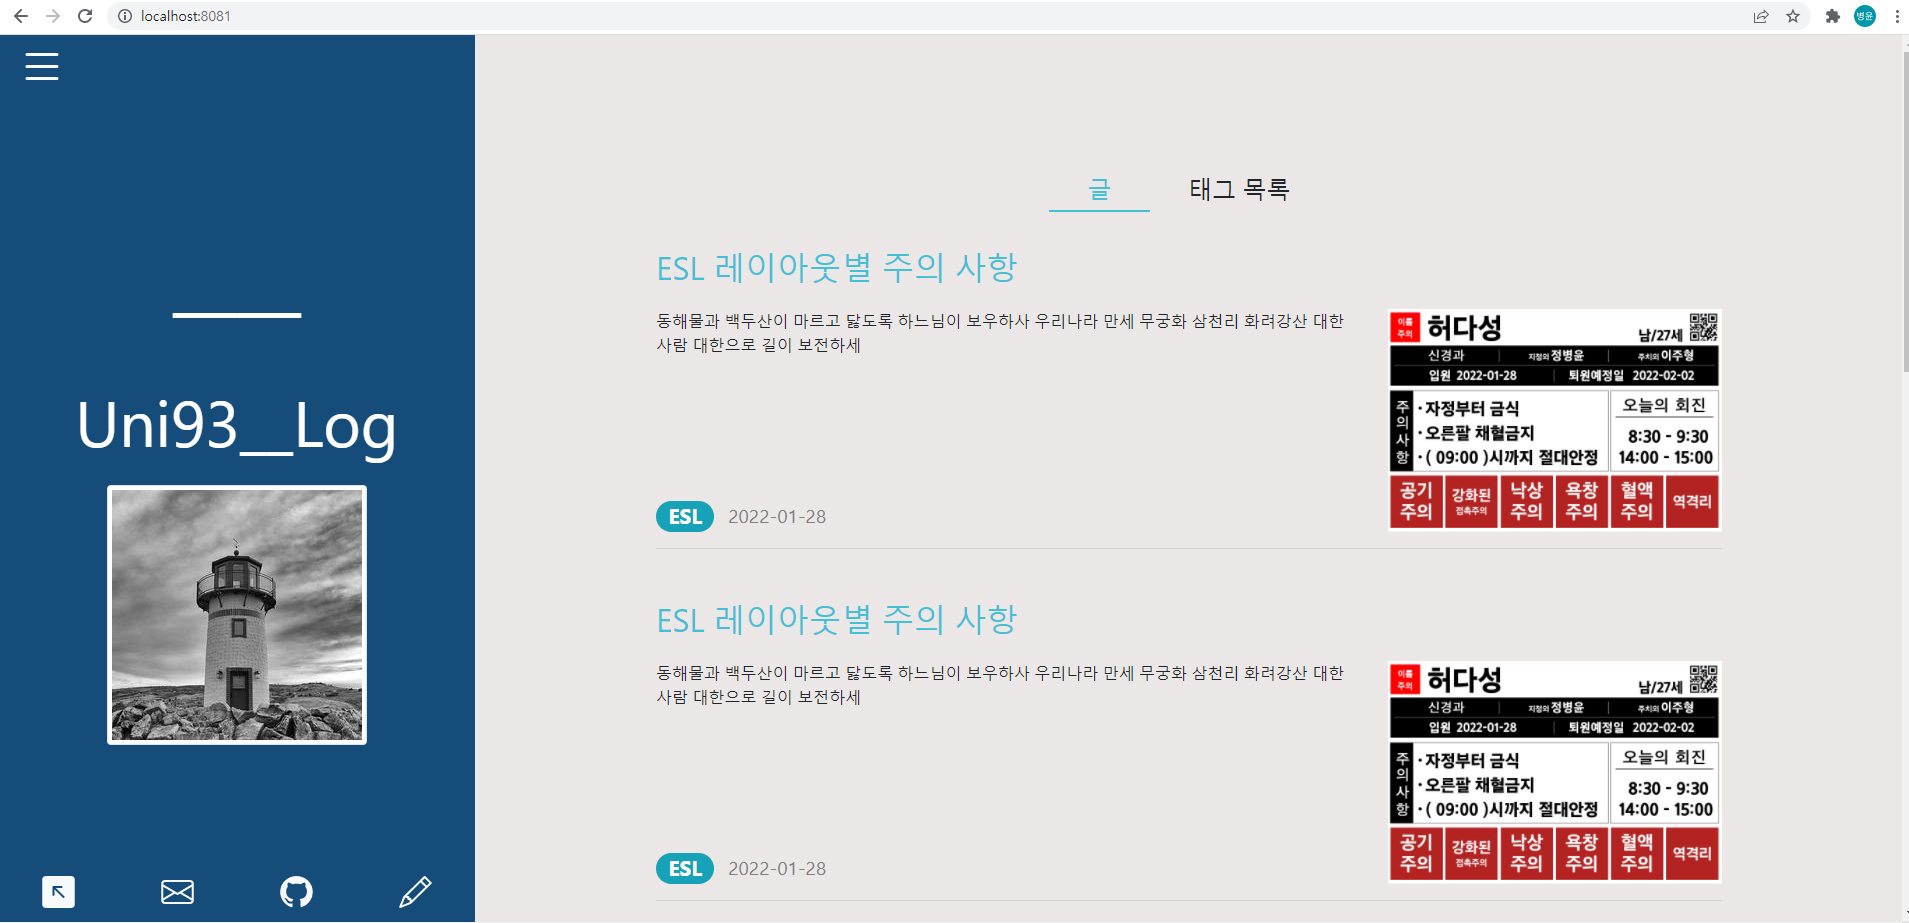 localhost:8081
병윤
Uni93__Log
글 태그 목록
ESL 레이아웃별 주의 사항
동해물과 백두산이 마르고 닳도록 하느님이 보우하사 우리나라 만세 무궁화 삼천리 화려강산 대한
사람 대한으로 길이 보전하세
이름
주의
허다성
남/27세
신경과 지정의 정병윤 주치의 이주형
입원 2022-01-28 퇴원예정일 2022-02-02
주의사항
·자정부터 금식
·오른팔 채혈금지
·( 09:00 )시까지 절대안정
오늘의 회진
8:30 - 9:30
14:00 - 15:00
공기
주의
강화된
접촉주의
낙상
주의
욕창
주의
혈액
주의
역격리
ESL 2022-01-28
ESL 레이아웃별 주의 사항
동해물과 백두산이 마르고 닳도록 하느님이 보우하사 우리나라 만세 무궁화 삼천리 화려강산 대한
사람 대한으로 길이 보전하세
이름
주의
허다성
남/27세
신경과 지정의 정병윤 주치의 이주형
입원 2022-01-28 퇴원예정일 2022-02-02
주의사항
·자정부터 금식
·오른팔 채혈금지
·( 09:00 )시까지 절대안정
오늘의 회진
8:30 - 9:30
14:00 - 15:00
공기
주의
강화된
접촉주의
낙상
주의
욕창
주의
혈액
주의
역격리
ESL 2022-01-28